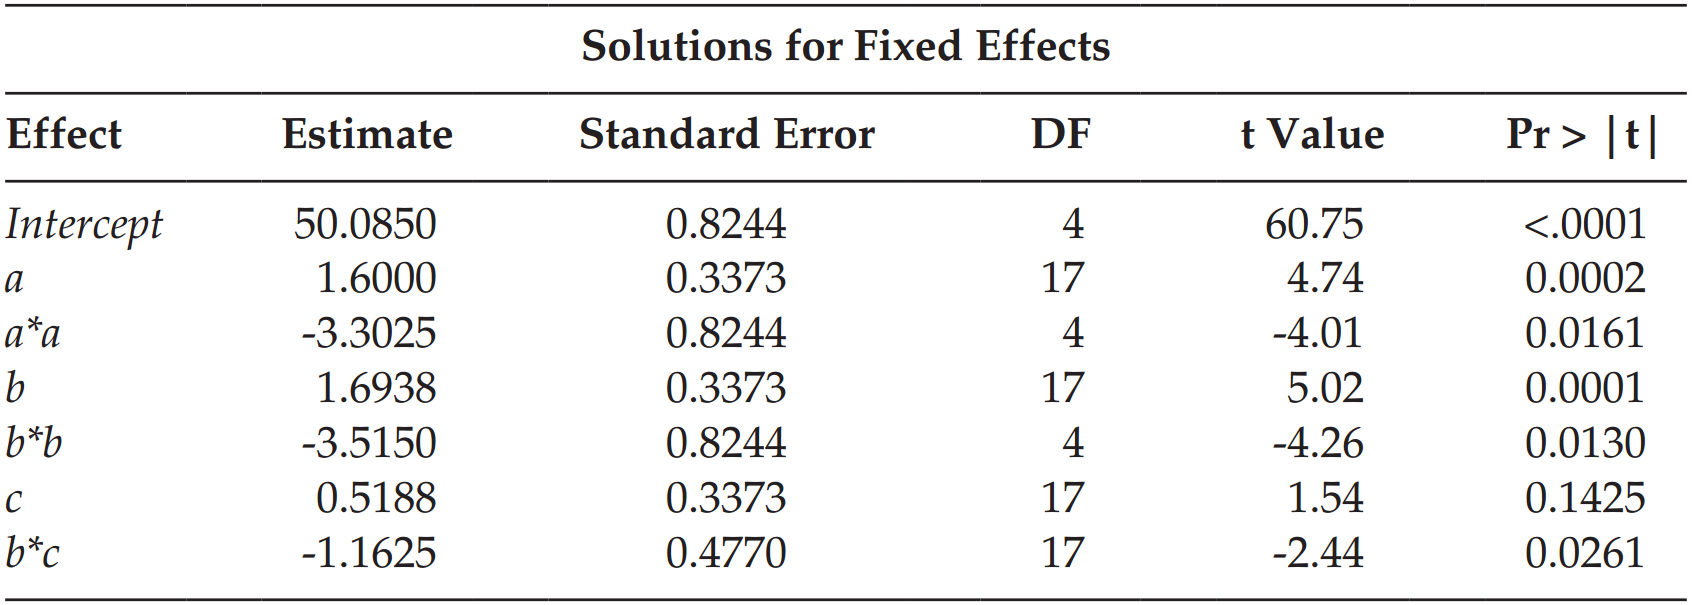 Solutions for Fixed Effects
Effect Estimate Standard Error DF t Value Pr > |t|
Intercept 50.0850 0.8244 4 60.75 <.0001
a 1.6000 0.3373 17 4.74 0.0002
a*a -3.3025 0.8244 4 -4.01 0.0161
b 1.6938 0.3373 17 5.02 0.0001
b*b -3.5150 0.8244 4 -4.26 0.0130
c 0.5188 0.3373 17 1.54 0.1425
b*c -1.1625 0.4770 17 -2.44 0.0261